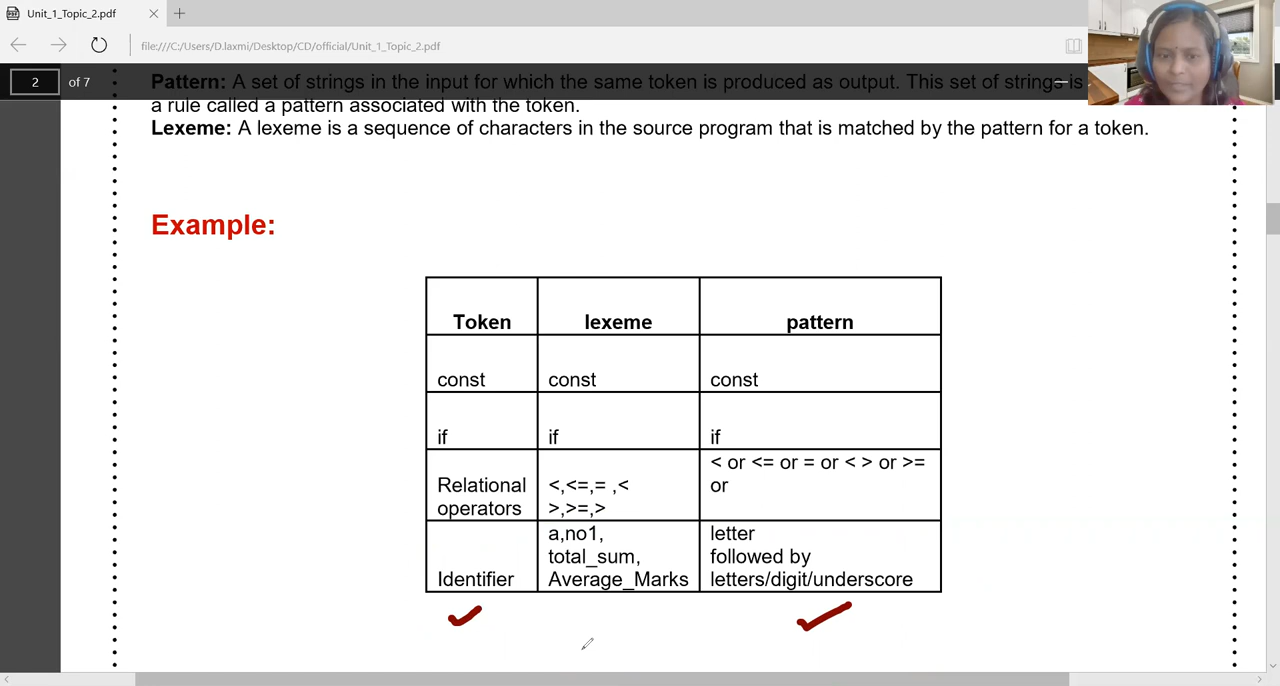 Unit_1_Topic_2.pdf
file:///C:/Users/D.laxmi/Desktop/CD/official/Unit_1_Topic_2.pdf
2 of 7
Pattern: A set of strings in the input for which the same token is produced as output. This set of strings is
a rule called a pattern associated with the token.
Lexeme: A lexeme is a sequence of characters in the source program that is matched by the pattern for a token.
Example:
Token lexeme pattern
const const const
if if if
Relational operators
<,<=,= ,<
>,>=,>
< or <= or = or < > or >=
or
Identifier
a,no1,
total_sum,
Average_Marks
letter
followed by
letters/digit/underscore